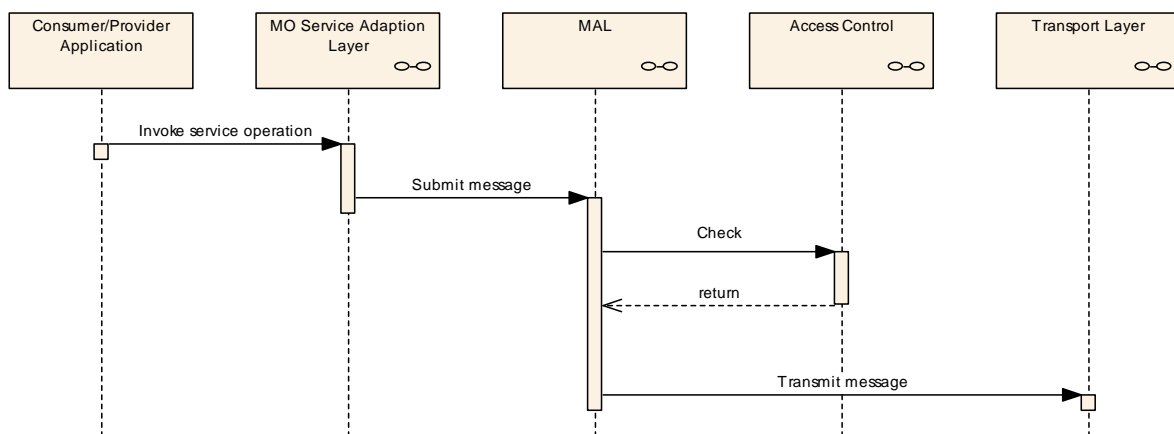 Consumer/Provider
Application
MO Service Adaption
Layer
MAL
Access Control
Transport Layer
Invoke service operation
Submit message
Check
return
Transmit message